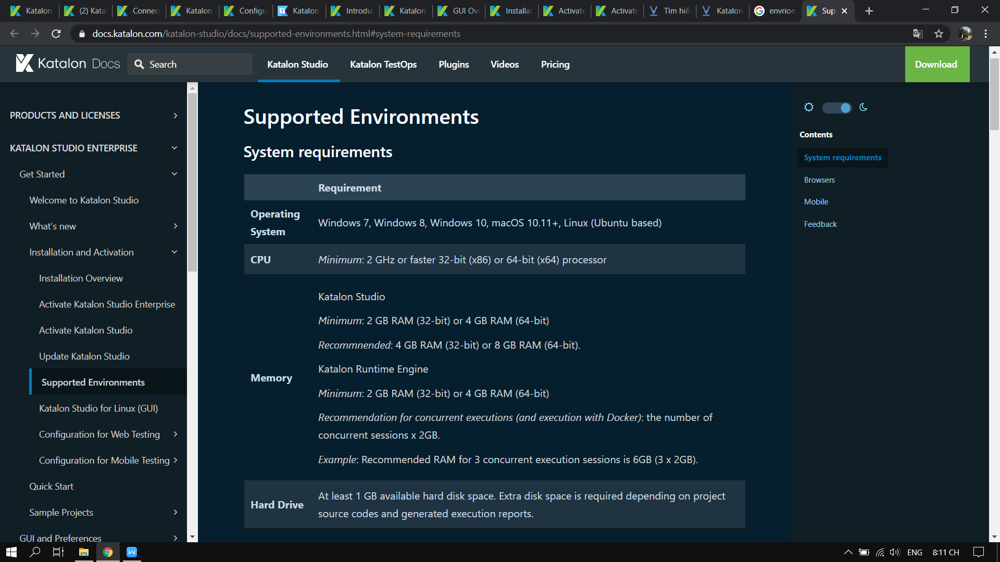 Katalon
(2) Kata
Connec
Katalon
Configu
Katalon
Introdu
Katalon
GUI Ov
Installat
Activate
Activate
Tìm hiể
Katalon
envriom
Sup
docs.katalon.com/katalon-studio/docs/supported-environments.html#system-requirements
Katalon Docs
Search
Katalon Studio
Katalon TestOps
Plugins
Videos
Pricing
Download
PRODUCTS AND LICENSES
KATALON STUDIO ENTERPRISE
Get Started
Welcome to Katalon Studio
What's new
Installation and Activation
Installation Overview
Activate Katalon Studio Enterprise
Activate Katalon Studio
Update Katalon Studio
Supported Environments
Katalon Studio for Linux (GUI)
Configuration for Web Testing
Configuration for Mobile Testing
Quick Start
Sample Projects
GUI and Preferences
Supported Environments
System requirements
Requirement
Operating
System
Windows 7, Windows 8, Windows 10, macOS 10.11+, Linux (Ubuntu based)
CPU
Minimum: 2 GHz or faster 32-bit (x86) or 64-bit (x64) processor
Memory
Katalon Studio
Minimum: 2 GB RAM (32-bit) or 4 GB RAM (64-bit)
Recommnended: 4 GB RAM (32-bit) or 8 GB RAM (64-bit).
Katalon Runtime Engine
Minimum: 2 GB RAM (32-bit) or 4 GB RAM (64-bit)
Recommendation for concurrent executions (and execution with Docker): the number of
concurrent sessions x 2GB.
Example: Recommended RAM for 3 concurrent execution sessions is 6GB (3 x 2GB).
Hard Drive
At least 1 GB available hard disk space. Extra disk space is required depending on project
source codes and generated execution reports.
Contents
System requirements
Browsers
Mobile
Feedback
ENG
8:11 CH